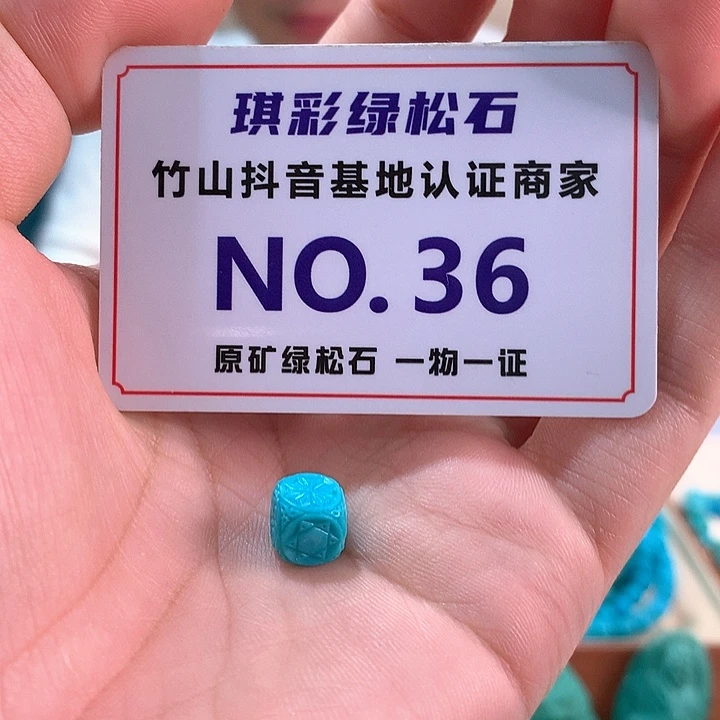 琪彩绿松石
竹山抖音基地认证商家
NO. 36
原矿绿松石 一物一证